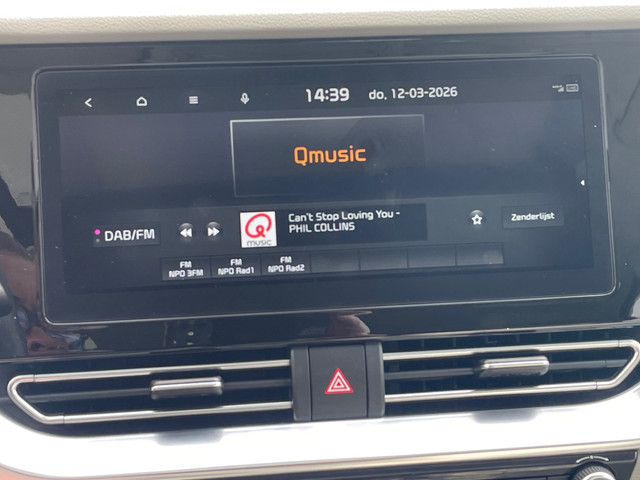 14:39 do, 12-03-2026
Qmusic
DAB/FM
Q
music
Can't Stop Loving You -
PHIL COLLINS
Zenderlijst
FM
NPO 3FM
FM
NPO Rad1
FM
NPO Rad2